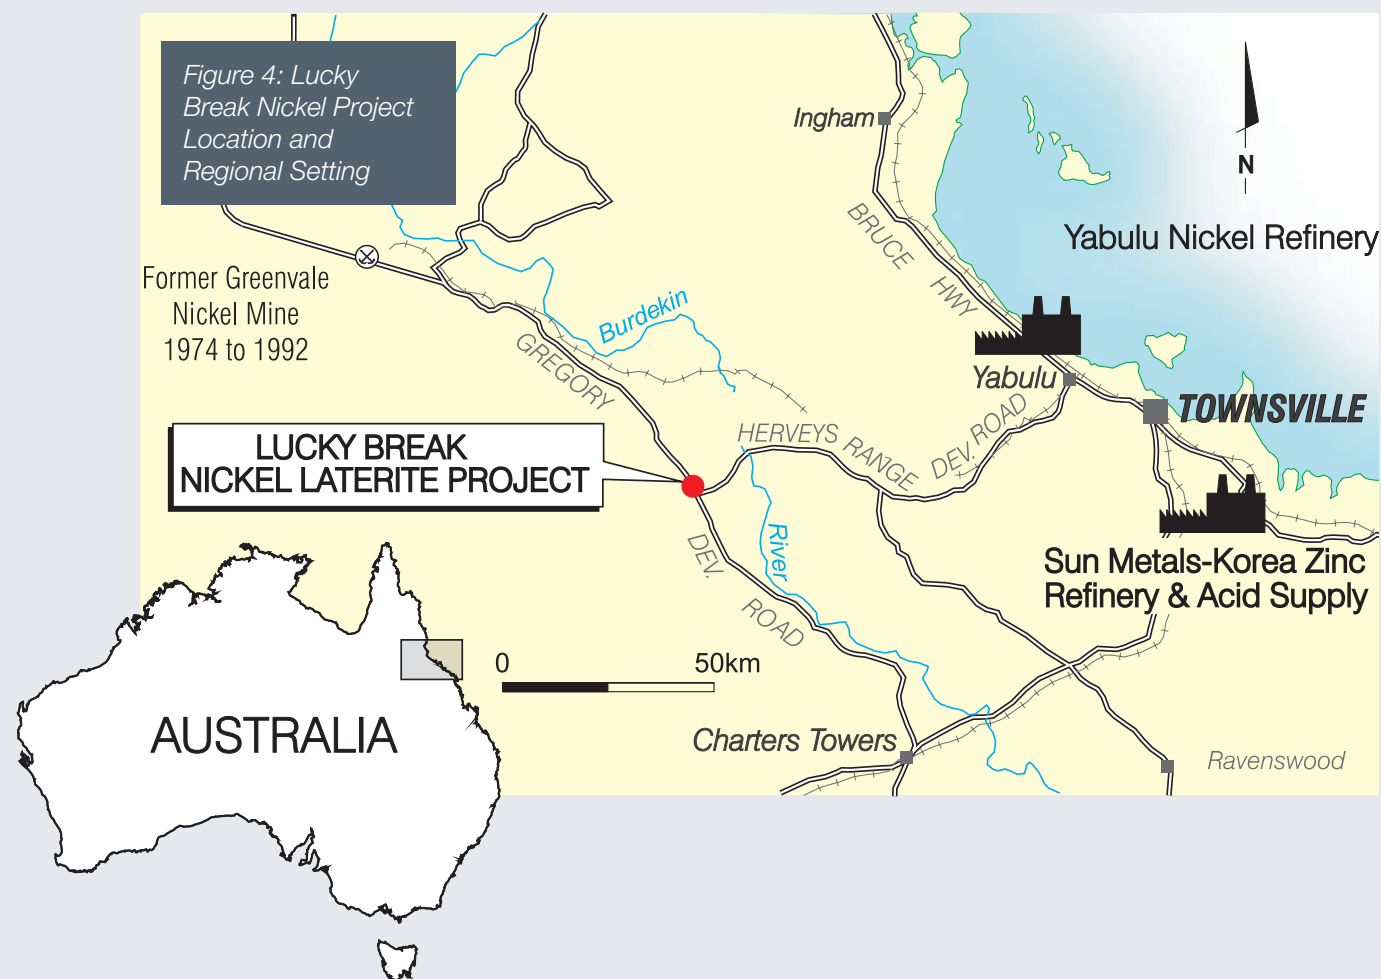 Figure 4: Lucky
Break Nickel Project
Location and
Regional Setting
Ingham
N
BRUCE HWY
Yabulu Nickel Refinery
Former Greenvale
Nickel Mine
1974 to 1992
Burdekin
GREGORY
Yabulu
TOWNSVILLE
HERVEYS RANGE DEV. ROAD
LUCKY BREAK
NICKEL LATERITE PROJECT
River
DEV.
ROAD
Sun Metals-Korea Zinc
Refinery & Acid Supply
0 50km
AUSTRALIA
Charters Towers
Ravenswood